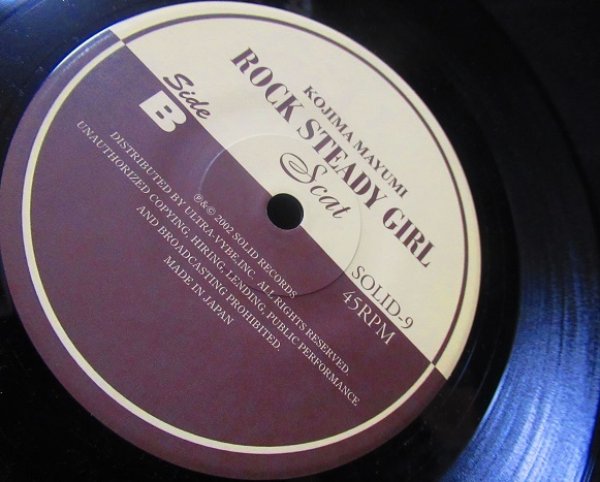 Side
B
KOJIMA MAYUMI
ROCK STEADY GIRL
Scat
SOLID-9
45RPM
℗&© 2002 SOLID RECORDS
DISTRIBUTED BY ULTRA-VYBE, INC. ALL RIGHTS RESERVED.
UNAUTHORIZED COPYING, HIRING, LENDING, PUBLIC PERFORMANCE
AND BROADCASTING PROHIBITED.
MADE IN JAPAN